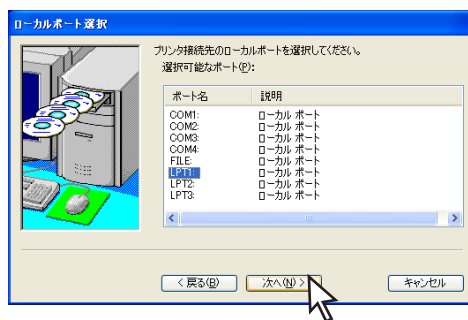 ローカルポート選択
プリンタ接続先のローカルポートを選択してください。
選択可能なポート(P):
ポート名 説明
COM1: ローカル ポート
COM2: ローカル ポート
COM3: ローカル ポート
COM4: ローカル ポート
FILE: ローカル ポート
LPT1: ローカル ポート
LPT2: ローカル ポート
LPT3: ローカル ポート
< 戻る(B) 次へ(N) > キャンセル